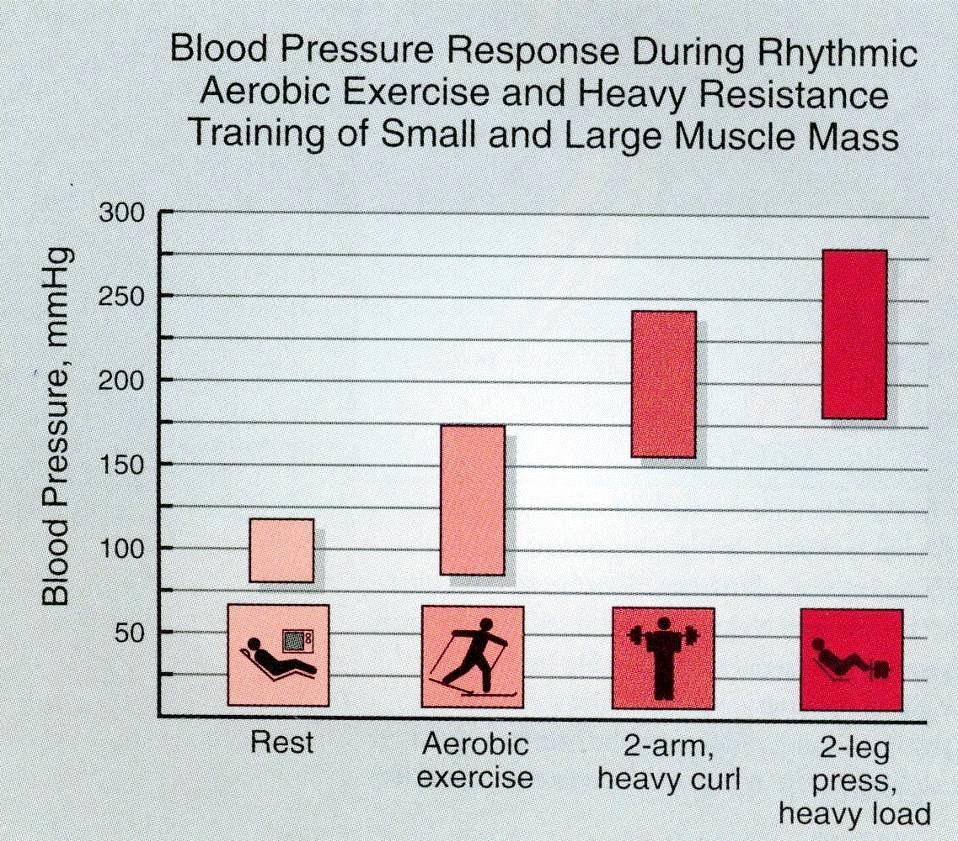 Blood Pressure Response During Rhythmic
Aerobic Exercise and Heavy Resistance
Training of Small and Large Muscle Mass
Blood Pressure, mmHg
300
250
200
150
100
50
Rest
Aerobic
exercise
2-arm,
heavy curl
2-leg
press,
heavy load